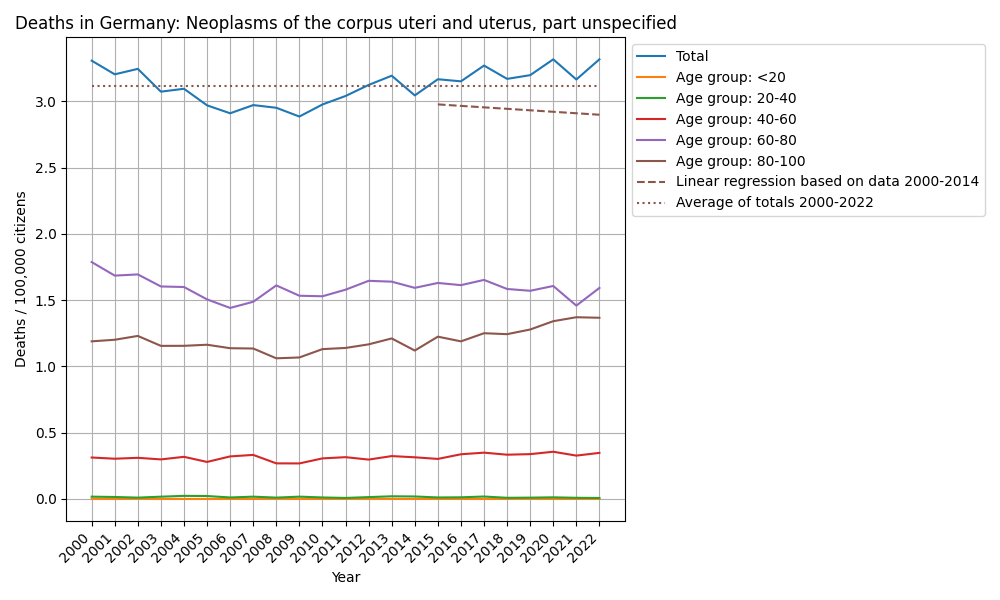 Deaths in Germany: Neoplasms of the corpus uteri and uterus, part unspecified
Total
Age group: <20
Age group: 20-40
Age group: 40-60
Age group: 60-80
Age group: 80-100
Linear regression based on data 2000-2014
Average of totals 2000-2022
Deaths / 100,000 citizens
3.0
2.5
2.0
1.5
1.0
0.5
0.0
2000
2001
2002
2003
2004
2005
2006
2007
2008
2009
2010
2011
2012
2013
2014
2015
2016
2017
2018
2019
2020
2021
2022
Year